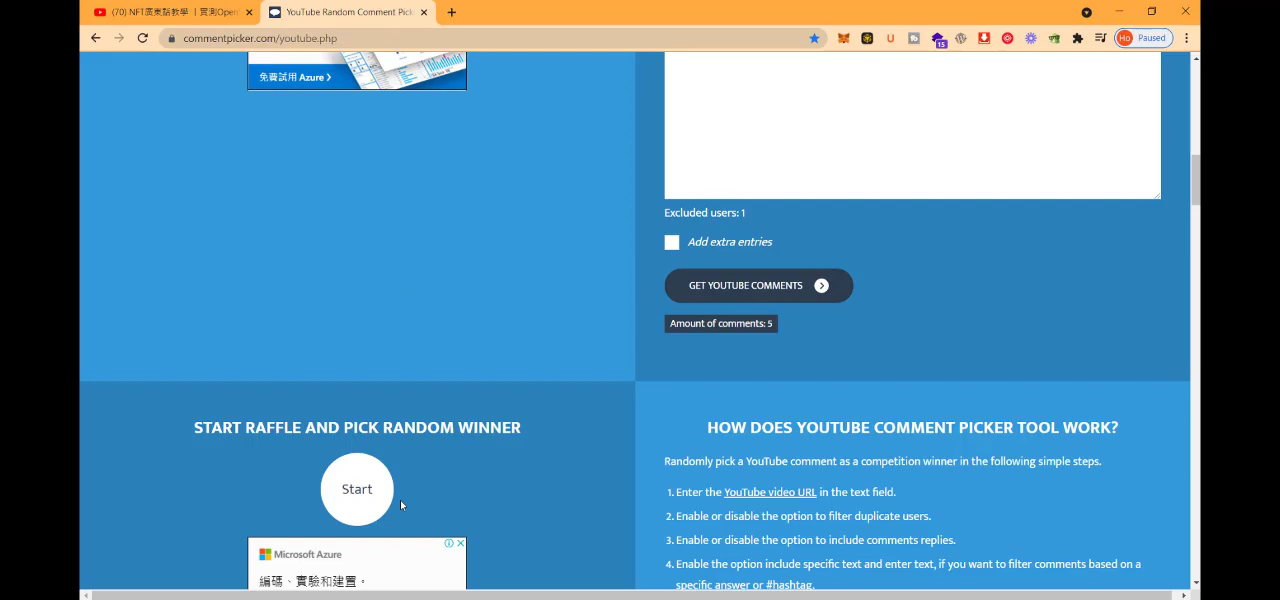 (70) NFT廣東話教學 | 實測Open
YouTube Random Comment Pick
commentpicker.com/youtube.php
15
Ho
Paused
免費試用 Azure
Excluded users: 1
Add extra entries
GET YOUTUBE COMMENTS
Amount of comments: 5
START RAFFLE AND PICK RANDOM WINNER
Start
Microsoft Azure
編碼、實驗和建置。
HOW DOES YOUTUBE COMMENT PICKER TOOL WORK?
Randomly pick a YouTube comment as a competition winner in the following simple steps.
1. Enter the YouTube video URL in the text field.
2. Enable or disable the option to filter duplicate users.
3. Enable or disable the option to include comments replies.
4. Enable the option include specific text and enter text, if you want to filter comments based on a
specific answer or #hashtag.